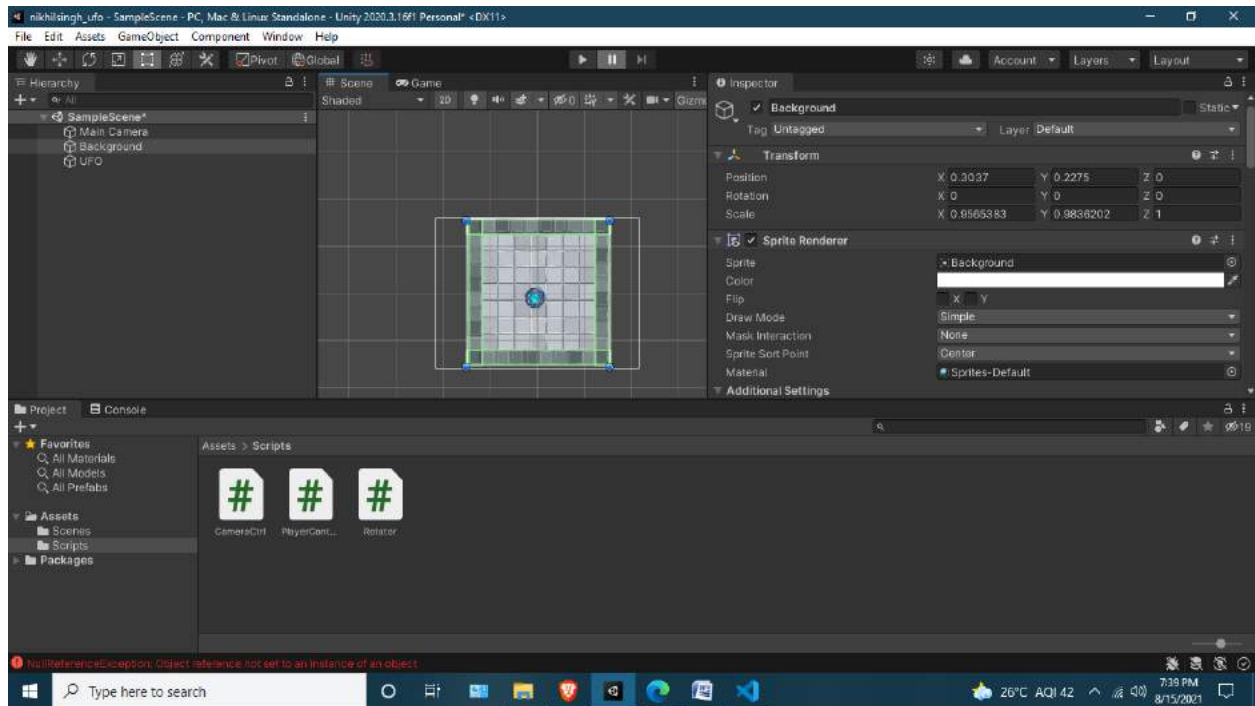 nikhilsingh_ufo - SampleScene - PC, Mac & Linux Standalone - Unity 2020.3.16f1 Personal* <DX11>
File Edit Assets GameObject Component Window Help
Pivot Global
Account Layers Layout
Hierarchy
All
SampleScene*
Main Camera
Background
UFO
Scene Game
Shaded 2D 0 Gizm
Inspector
Background Static
Tag Untagged Layer Default
Transform
Position X 0.3037 Y 0.2275 Z 0
Rotation X 0 Y 0 Z 0
Scale X 0.9565383 Y 0.9836202 Z 1
Sprite Renderer
Sprite Background
Color
Flip X Y
Draw Mode Simple
Mask Interaction None
Sprite Sort Point Center
Material Sprites-Default
Additional Settings
Project Console
19
Favorites
All Materials
All Models
All Prefabs
Assets
Scenes
Scripts
Packages
Assets > Scripts
CameraCtrl PlayerCont... Rotator
NullReferenceException: Object reference not set to an instance of an object
Type here to search
26°C AQI 42
7:39 PM
8/15/2021